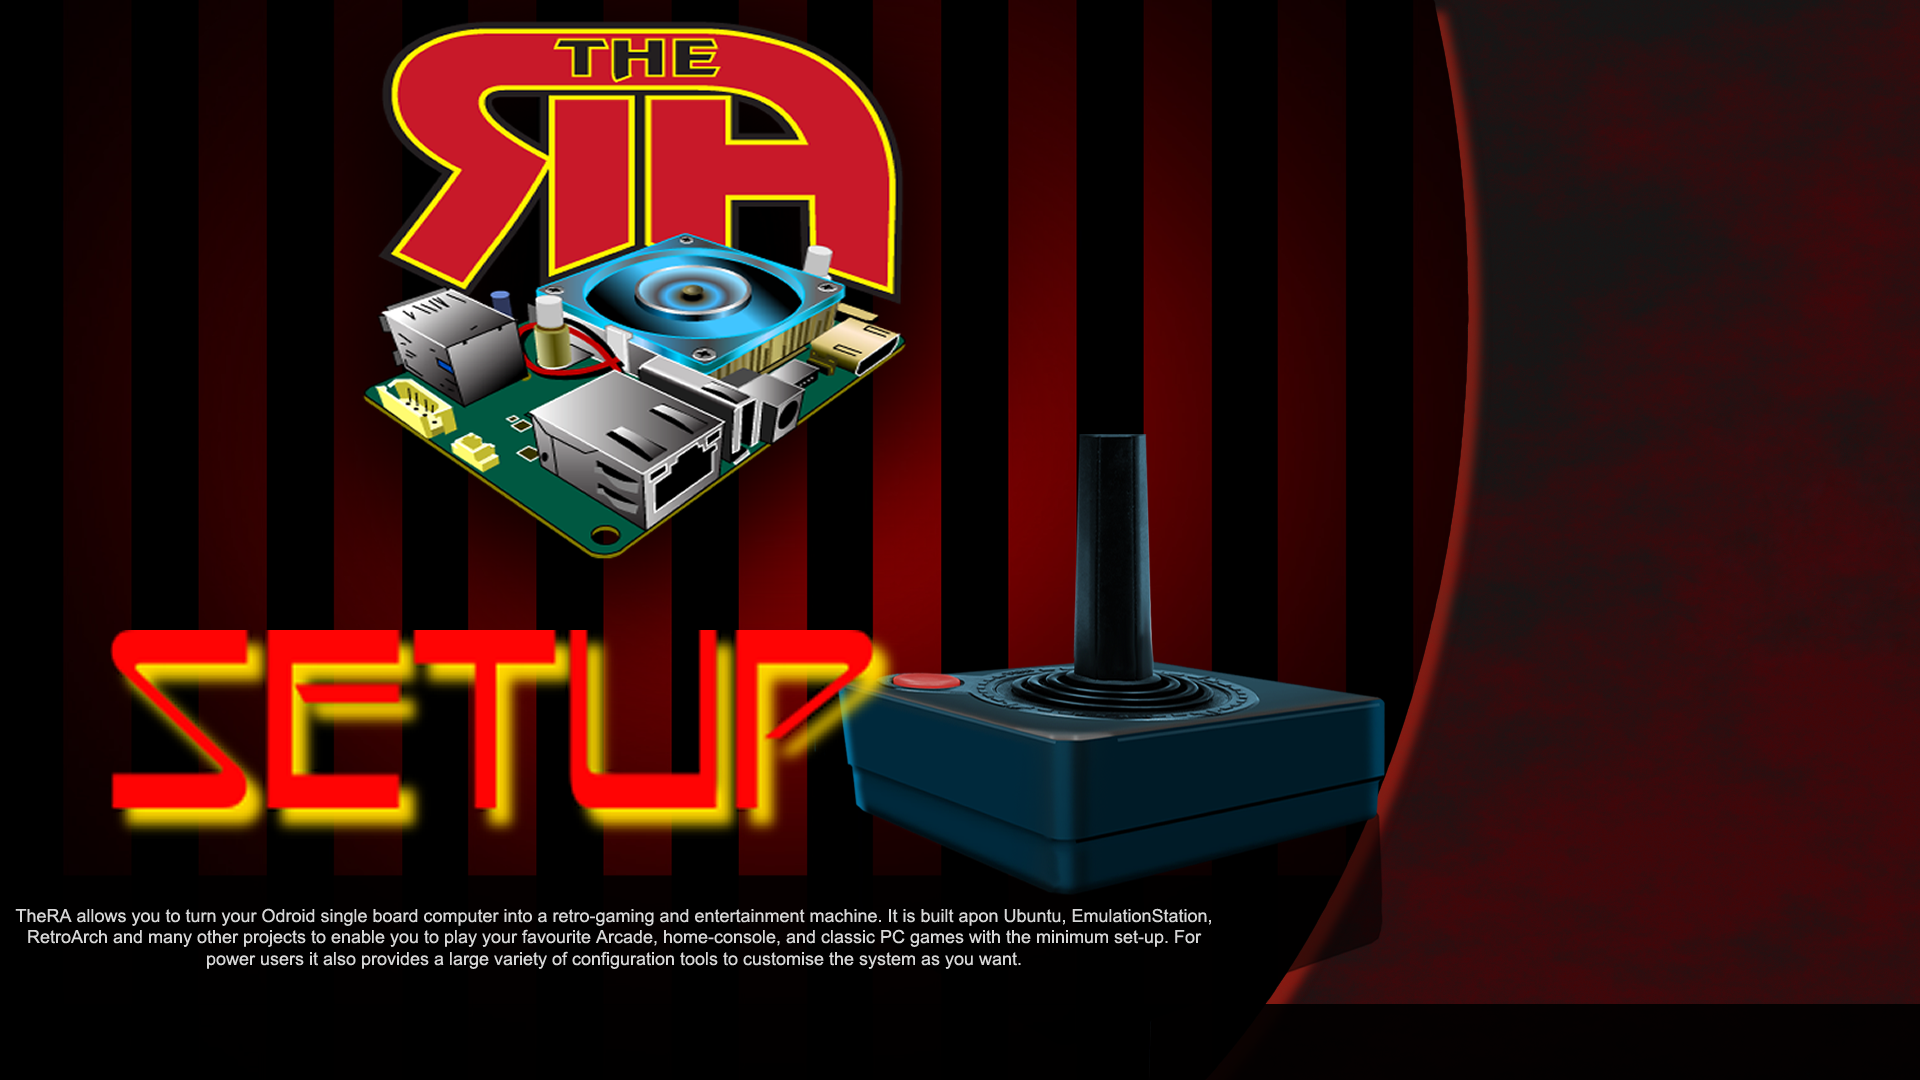 THE
RA
SETUP
TheRA allows you to turn your Odroid single board computer into a retro-gaming and entertainment machine. It is built apon Ubuntu, EmulationStation,
RetroArch and many other projects to enable you to play your favourite Arcade, home-console, and classic PC games with the minimum set-up. For
power users it also provides a large variety of configuration tools to customise the system as you want.